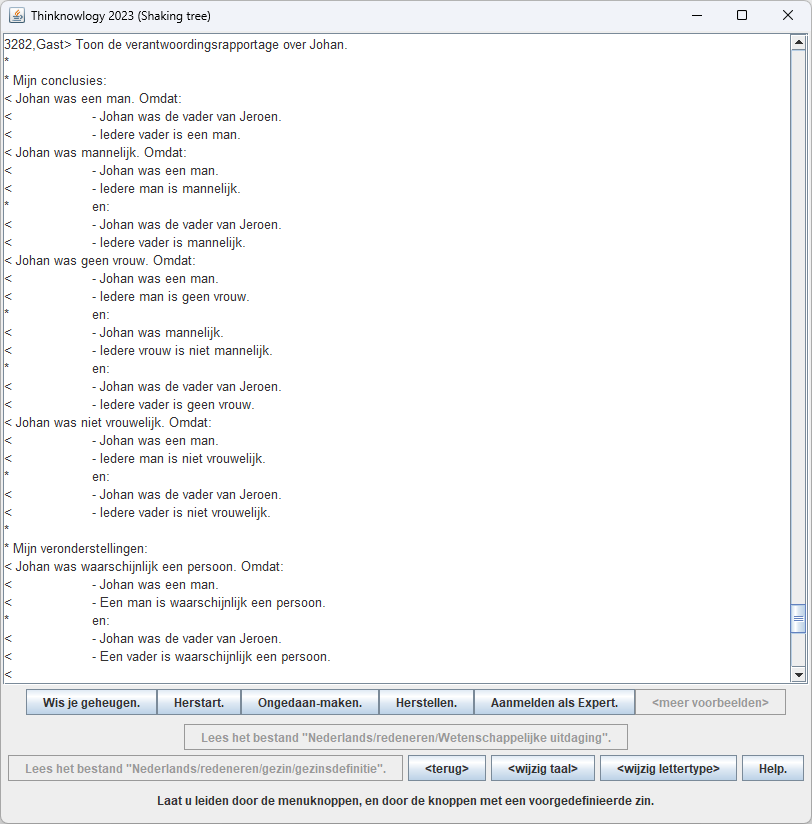 Thinknowlogy 2023 (Shaking tree)
3282,Gast> Toon de verantwoordingsrapportage over Johan.
*
* Mijn conclusies:
< Johan was een man. Omdat:
< - Johan was de vader van Jeroen.
< - Iedere vader is een man.
< Johan was mannelijk. Omdat:
< - Johan was een man.
< - Iedere man is mannelijk.
* en:
< - Johan was de vader van Jeroen.
< - Iedere vader is mannelijk.
< Johan was geen vrouw. Omdat:
< - Johan was een man.
< - Iedere man is geen vrouw.
* en:
< - Johan was mannelijk.
< - Iedere vrouw is niet mannelijk.
* en:
< - Johan was de vader van Jeroen.
< - Iedere vader is geen vrouw.
< Johan was niet vrouwelijk. Omdat:
< - Johan was een man.
< - Iedere man is niet vrouwelijk.
* en:
< - Johan was de vader van Jeroen.
< - Iedere vader is niet vrouwelijk.
*
* Mijn veronderstellingen:
< Johan was waarschijnlijk een persoon. Omdat:
< - Johan was een man.
< - Een man is waarschijnlijk een persoon.
* en:
< - Johan was de vader van Jeroen.
< - Een vader is waarschijnlijk een persoon.
<
Wis je geheugen. Herstart. Ongedaan-maken. Herstellen. Aanmelden als Expert. <meer voorbeelden>
Lees het bestand "Nederlands/redeneren/Wetenschappelijke uitdaging".
Lees het bestand "Nederlands/redeneren/gezin/gezinsdefinitie". <terug> <wijzig taal> <wijzig lettertype> Help.
Laat u leiden door de menuknoppen, en door de knoppen met een voorgedefinieerde zin.